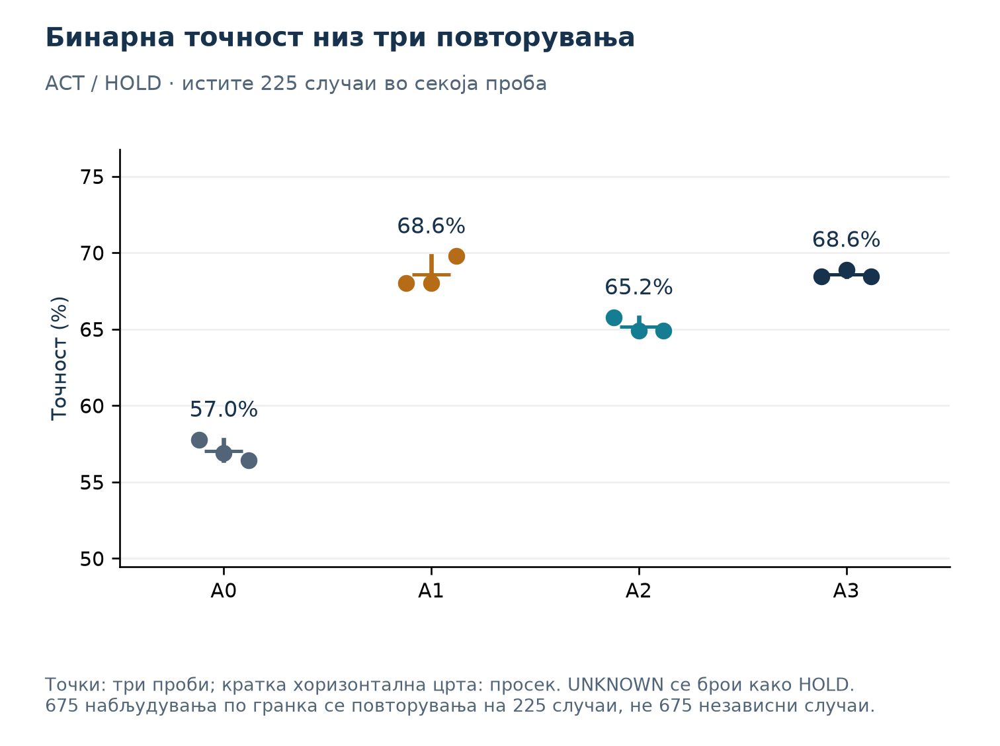 Бинарна точност низ три повторувања
ACT / HOLD · истите 225 случаи во секоја проба
Точност (%)
75
70
65
60
55
50
57.0%
68.6%
65.2%
68.6%
A0
A1
A2
A3
Точки: три проби; кратка хоризонтална црта: просек. UNKNOWN се брои како HOLD.
675 набљудувања по гранка се повторувања на 225 случаи, не 675 независни случаи.